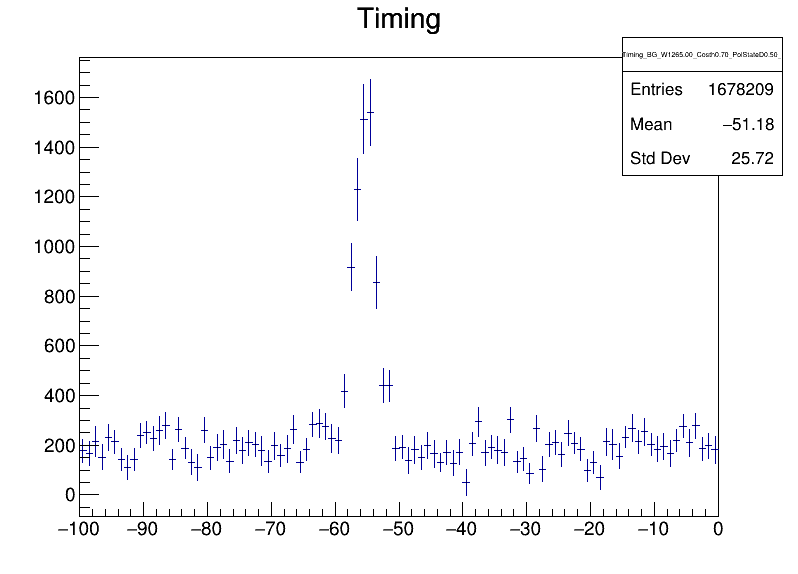 Timing
Timing_BG_W1265.00_Costh0.70_PolStateD0.50_
Entries 1678209
Mean −51.18
Std Dev 25.72
1600
1400
1200
1000
800
600
400
200
0
−100 −90 −80 −70 −60 −50 −40 −30 −20 −10 0